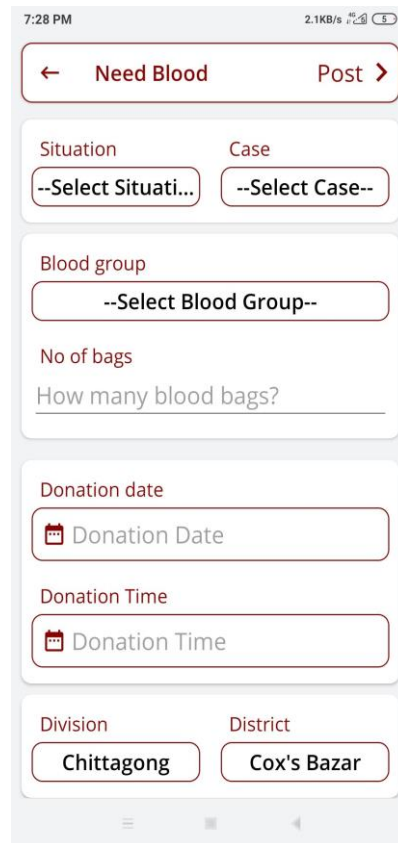 7:28 PM 2.1KB/s 4G 5
← Need Blood Post >
Situation Case
--Select Situati... --Select Case--
Blood group
--Select Blood Group--
No of bags
How many blood bags?
Donation date
Donation Date
Donation Time
Donation Time
Division District
Chittagong Cox's Bazar